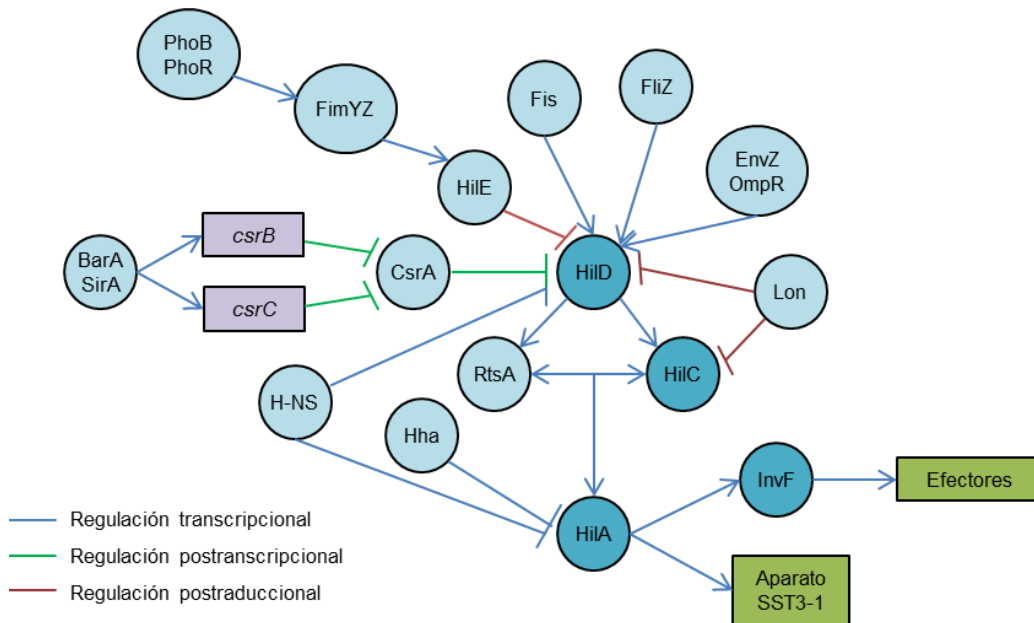 PhoB
PhoR
FimYZ
Fis
FliZ
HilE
EnvZ
OmpR
csrB
BarA
SirA
CsrA
HilD
Lon
csrC
RtsA
HilC
H-NS
Hha
InvF
Efectores
HilA
Regulación transcripcional
Regulación postranscripcional
Regulación postraduccional
Aparato
SST3-1